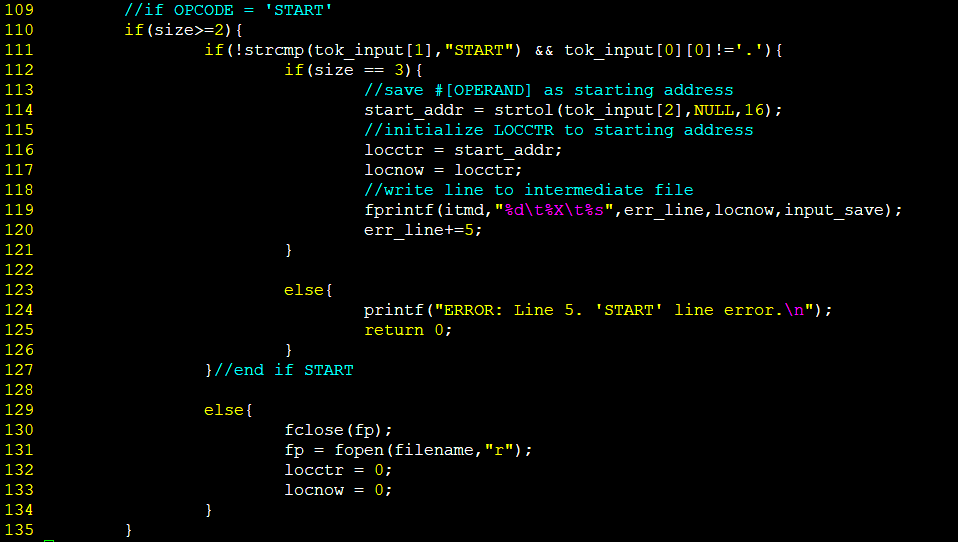 109         //if OPCODE = 'START'
110         if(size>=2){
111                 if(!strcmp(tok_input[1],"START") && tok_input[0][0]!='.'){
112                         if(size == 3){
113                                 //save #[OPERAND] as starting address
114                                 start_addr = strtol(tok_input[2],NULL,16);
115                                 //initialize LOCCTR to starting address
116                                 locctr = start_addr;
117                                 locnow = locctr;
118                                 //write line to intermediate file
119                                 fprintf(itmd,"%d\t%X\t%s",err_line,locnow,input_save);
120                                 err_line+=5;
121                         }
122
123                         else{
124                                 printf("ERROR: Line 5. 'START' line error.\n");
125                                 return 0;
126                         }
127                 }//end if START
128
129                 else{
130                         fclose(fp);
131                         fp = fopen(filename,"r");
132                         locctr = 0;
133                         locnow = 0;
134                 }
135         }